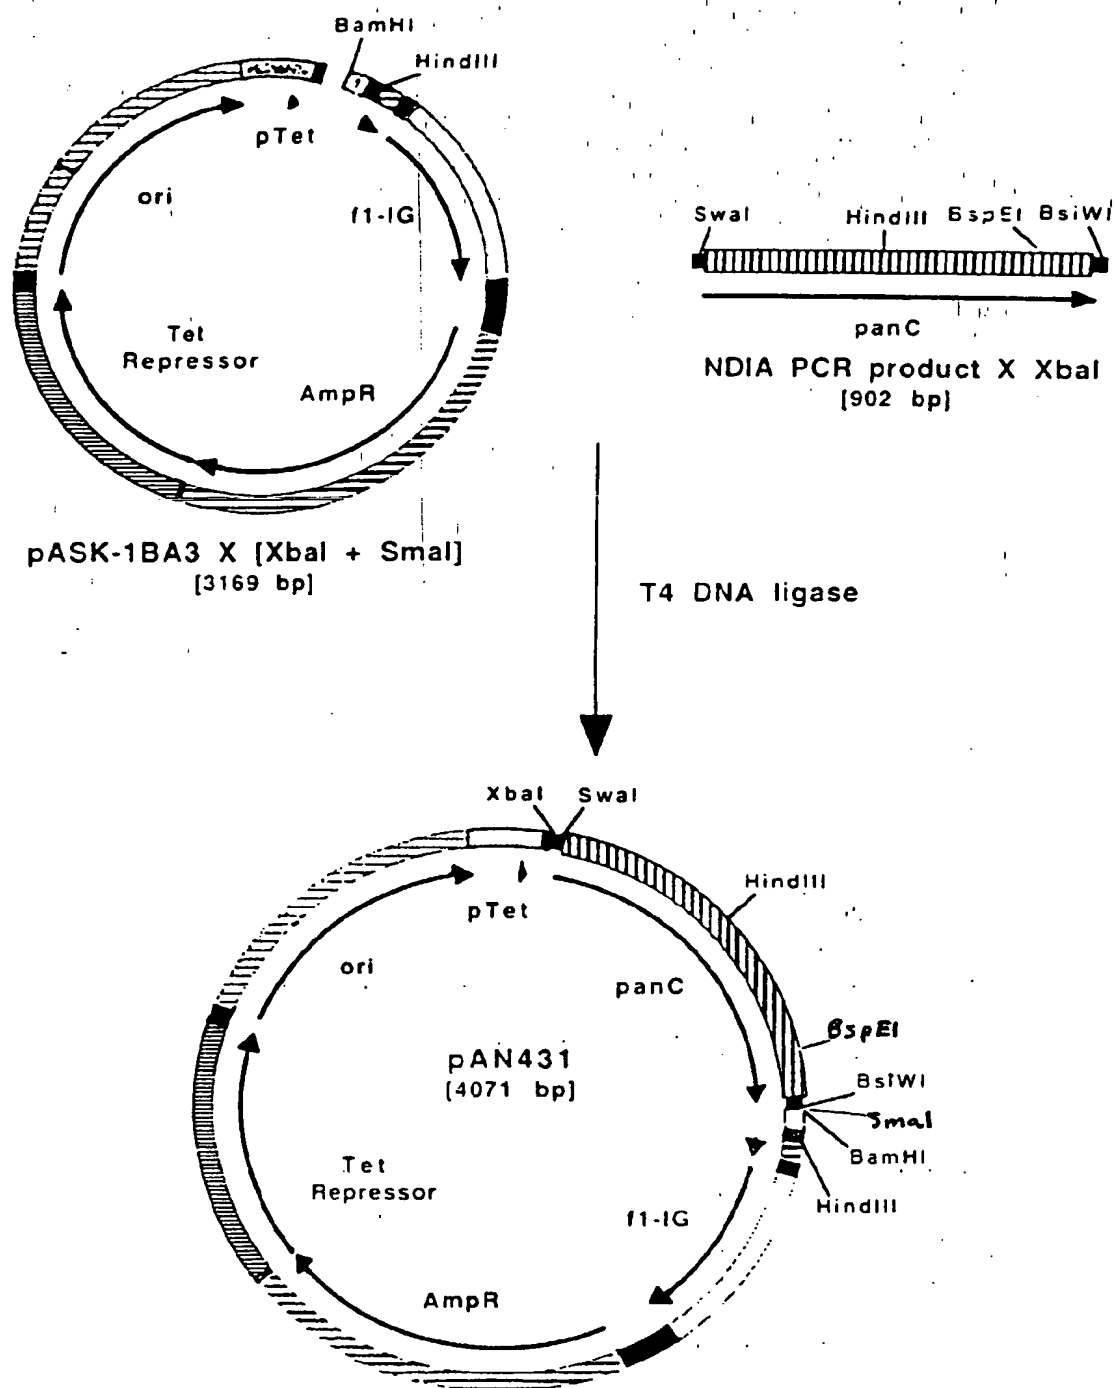 BamHI
HindIII
pTet
ori
f1-IG
Tet
Repressor
AmpR
pASK-1BA3 X [XbaI + SmaI]
[3169 bp]
SwaI
HindIII
BspEI
BsiWI
panC
NDIA PCR product X XbaI
[902 bp]
T4 DNA ligase
XbaI
SwaI
HindIII
pTet
ori
panC
BspEI
pAN431
[4071 bp]
BsiWI
SmaI
BamHI
HindIII
Tet
Repressor
f1-IG
AmpR